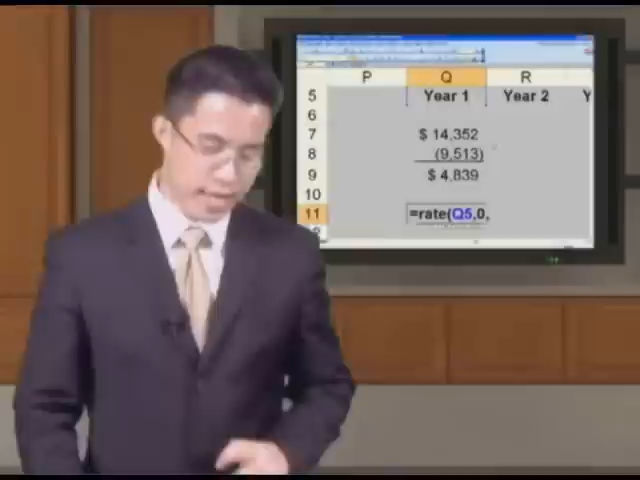 P Q R
5 Year 1 Year 2 Y
6
7 $ 14,352
8 (9,513)
9 $ 4,839
10
11 =rate(Q5,0,